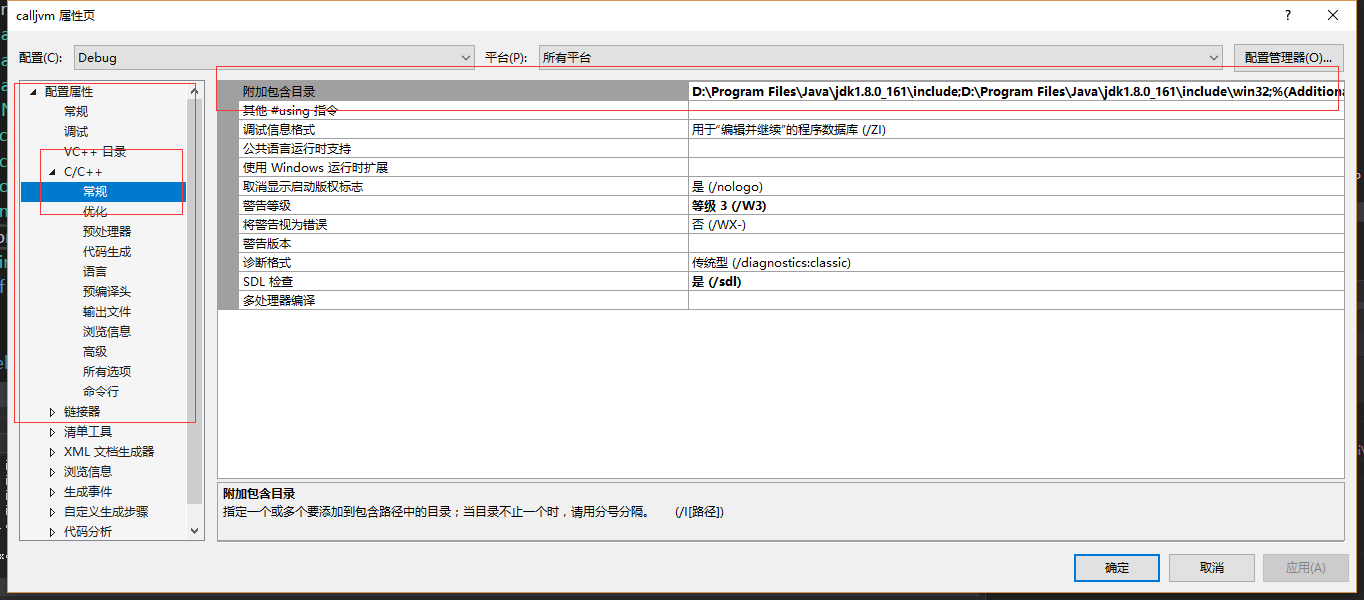 calljvm 属性页
?
配置(C):
Debug
平台(P):
所有平台
配置管理器(O)...
配置属性
常规
调试
VC++ 目录
C/C++
常规
优化
预处理器
代码生成
语言
预编译头
输出文件
浏览信息
高级
所有选项
命令行
链接器
清单工具
XML 文档生成器
浏览信息
生成事件
自定义生成步骤
代码分析
附加包含目录 D:\Program Files\Java\jdk1.8.0_161\include;D:\Program Files\Java\jdk1.8.0_161\include\win32;%(Additiona
其他 #using 指令
调试信息格式 用于“编辑并继续”的程序数据库 (/ZI)
公共语言运行时支持
使用 Windows 运行时扩展
取消显示启动版权标志 是 (/nologo)
警告等级 等级 3 (/W3)
将警告视为错误 否 (/WX-)
警告版本
诊断格式 传统型 (/diagnostics:classic)
SDL 检查 是 (/sdl)
多处理器编译
附加包含目录
指定一个或多个要添加到包含路径中的目录；当目录不止一个时，请用分号分隔。 (/I[路径])
确定
取消
应用(A)